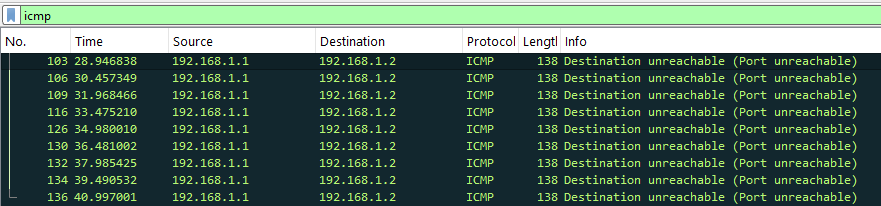 icmp
No. Time Source Destination Protocol Lengtl Info
103 28.946838 192.168.1.1 192.168.1.2 ICMP 138 Destination unreachable (Port unreachable)
106 30.457349 192.168.1.1 192.168.1.2 ICMP 138 Destination unreachable (Port unreachable)
109 31.968466 192.168.1.1 192.168.1.2 ICMP 138 Destination unreachable (Port unreachable)
116 33.475210 192.168.1.1 192.168.1.2 ICMP 138 Destination unreachable (Port unreachable)
126 34.980010 192.168.1.1 192.168.1.2 ICMP 138 Destination unreachable (Port unreachable)
130 36.481002 192.168.1.1 192.168.1.2 ICMP 138 Destination unreachable (Port unreachable)
132 37.985425 192.168.1.1 192.168.1.2 ICMP 138 Destination unreachable (Port unreachable)
134 39.490532 192.168.1.1 192.168.1.2 ICMP 138 Destination unreachable (Port unreachable)
136 40.997001 192.168.1.1 192.168.1.2 ICMP 138 Destination unreachable (Port unreachable)